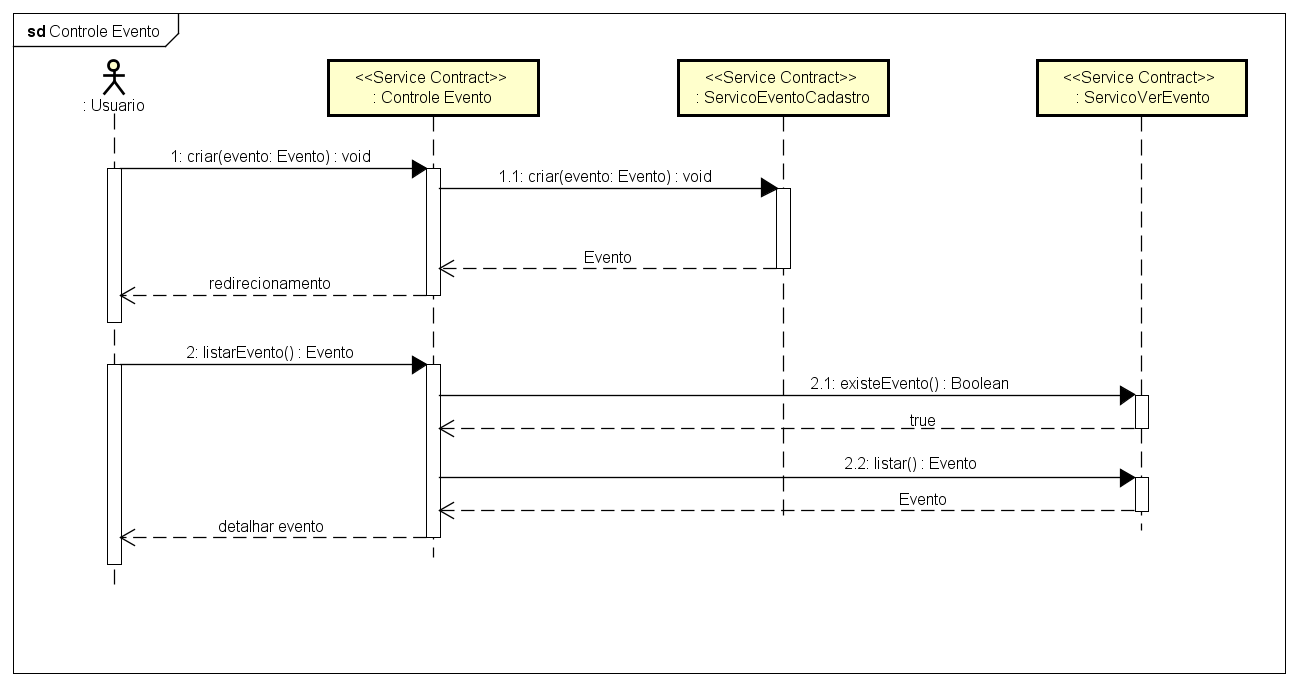 sd Controle Evento
: Usuario
<<Service Contract>>
: Controle Evento
<<Service Contract>>
: ServicoEventoCadastro
<<Service Contract>>
: ServicoVerEvento
1: criar(evento: Evento) : void
1.1: criar(evento: Evento) : void
Evento
redirecionamento
2: listarEvento() : Evento
2.1: existeEvento() : Boolean
true
2.2: listar() : Evento
Evento
detalhar evento